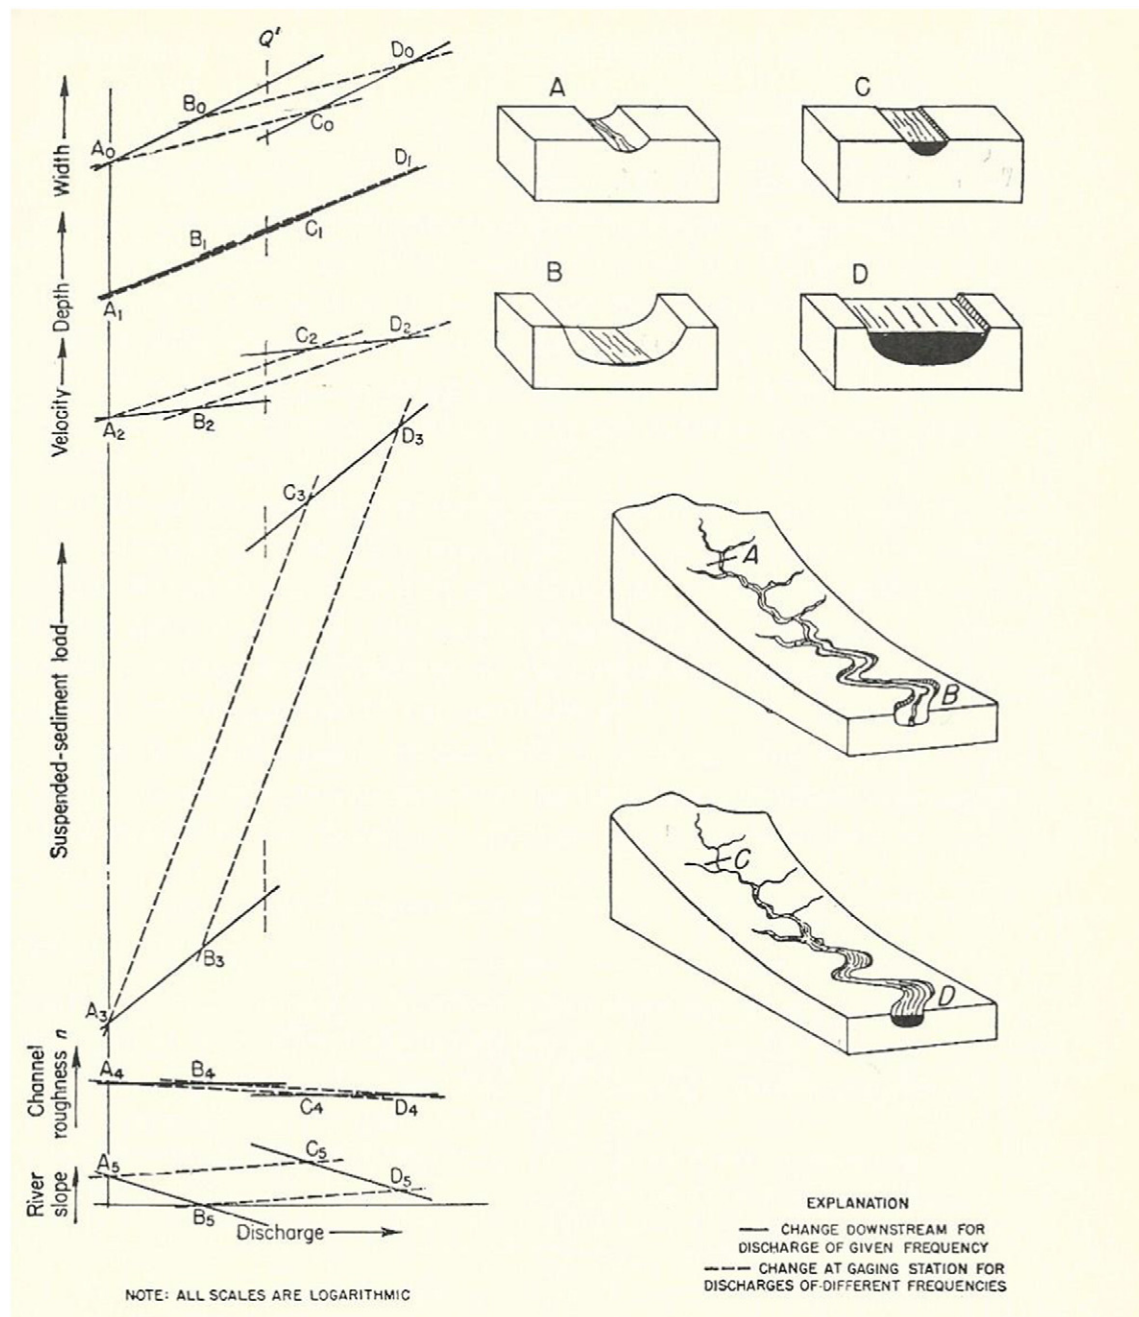 Q'
D0
B0
C0
A0
Width
D1
B1
C1
A1
Depth
C2
D2
A2
B2
Velocity
D3
C3
B3
A3
Suspended-sediment load
A4
B4
C4
D4
Channel
roughness n
C5
A5
D5
B5
River
slope
Discharge
NOTE: ALL SCALES ARE LOGARITHMIC
A
C
B
D
A
B
C
D
EXPLANATION
CHANGE DOWNSTREAM FOR
DISCHARGE OF GIVEN FREQUENCY
CHANGE AT GAGING STATION FOR
DISCHARGES OF DIFFERENT FREQUENCIES